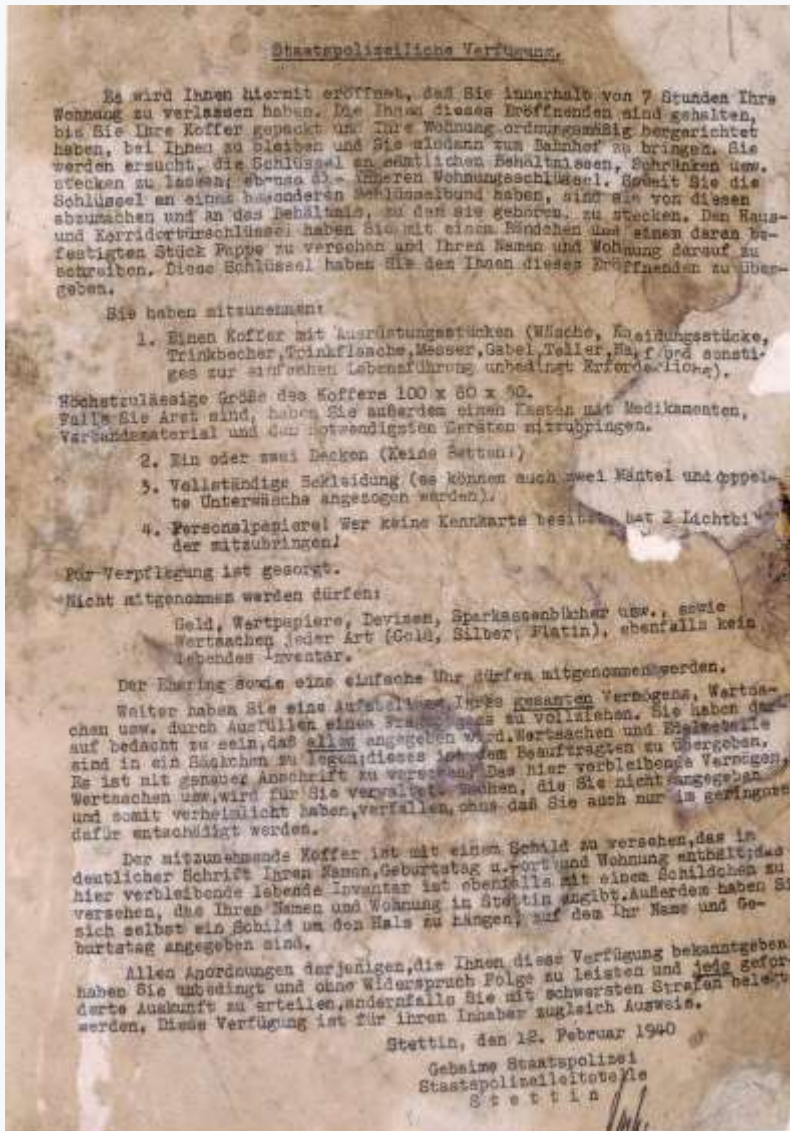 Staatspolizeiliche Verfügung.
Es wird Ihnen hiermit eröffnet, daß Sie innerhalb von 7 Stunden Ihre
Wohnung zu verlassen haben. Die Ihnen dieses Eröffnenden sind gehalten,
bis Sie Ihre Koffer gepackt und Ihre Wohnung ordnungsmäßig hergerichtet
haben, bei Ihnen zu bleiben und Sie alsdann zum Bahnhof zu bringen. Sie
werden ersucht, die Schlüssel an sämtlichen Behältnissen, Schränken usw.
stecken zu lassen; ebenso die inneren Wohnungsschlüssel. Soweit Sie die
Schlüssel an einem besonderen Schlüsselbund haben, sind sie von diesen
abzumachen und an das Behältnis, zu dem sie gehören, zu stecken. Den Haus-
und Korridortürschlüssel haben Sie mit einem Bändchen und einem daran be-
festigten Stück Pappe zu versehen und Ihren Namen und Wohnung darauf zu
schreiben. Diese Schlüssel haben Sie den Ihnen dieses Eröffnenden zu über-
geben.
Sie haben mitzunehmen:
1. Einen Koffer mit Ausrüstungsstücken (Wäsche, Kleidungsstücke,
Trinkbecher,Trinkflasche,Messer,Gabel,Teller, und sonsti-
ges zur einfachen Lebensführung unbedingt Erforderliche).
Höchstzulässige Größe des Koffers 100 x 60 x 50.
Falls Sie Arzt sind, haben Sie außerdem einen Kasten mit Medikamenten,
Verbandsmaterial und den notwendigsten Geräten mitzubringen.
2. Ein oder zwei Decken (Keine Betten!)
3. Vollständige Bekleidung (es können auch zwei Mäntel und doppel-
te Unterwäsche angezogen werden).
4. Personalpapiere! Wer keine Kennkarte besitzt, hat 2 Lichtbil-
der mitzubringen!
Für Verpflegung ist gesorgt.
Nicht mitgenommen werden dürfen:
Geld, Wertpapiere, Devisen, Sparkassenbücher usw., sowie
Wertsachen jeder Art (Gold, Silber, Platin), ebenfalls kein
lebendes Inventar.
Der Ehering sowie eine einfache Uhr dürfen mitgenommen werden.
Weiter haben Sie eine Aufstellung Ihres gesamten Vermögens, Wertsa-
chen usw. durch Ausfüllen eines zu vollziehen. Sie haben dar-
auf bedacht zu sein,daß alles angegeben wird.Wertsachen und Edelmetalle
sind in ein Säckchen zu legen;dieses ist dem Beauftragten zu übergeben.
Es ist mit genauer Anschrift zu versehen. Das hier verbleibende Vermögen,
Wertsachen usw.wird für Sie verwaltet. Sachen, die Sie nicht angegeben
und somit verheimlicht haben,verfallen,ohne daß Sie auch nur im geringsten
dafür entschädigt werden.
Der mitzunehmende Koffer ist mit einem Schild zu versehen,das in
deutlicher Schrift Ihren Namen,Geburtstag u.-ort und Wohnung enthält;das
hier verbleibende lebende Inventar ist ebenfalls mit einem Schildchen zu
versehen, das Ihren Namen und Wohnung in Stettin angibt.Außerdem haben Si
sich selbst ein Schild um den Hals zu hängen, auf dem Ihr Name und Ge-
burtstag angegeben sind.
Allen Anordnungen derjenigen,die Ihnen diese Verfügung bekanntgeben
haben Sie unbedingt und ohne Widerspruch Folge zu leisten und jede gefor-
derte Auskunft zu erteilen,andernfalls Sie mit schwersten Strafen belegt
werden. Diese Verfügung ist für ihren Inhaber zugleich Ausweis.
Stettin, den 12. Februar 1940
Geheime Staatspolizei
Staatspolizeileitstelle
Stettin